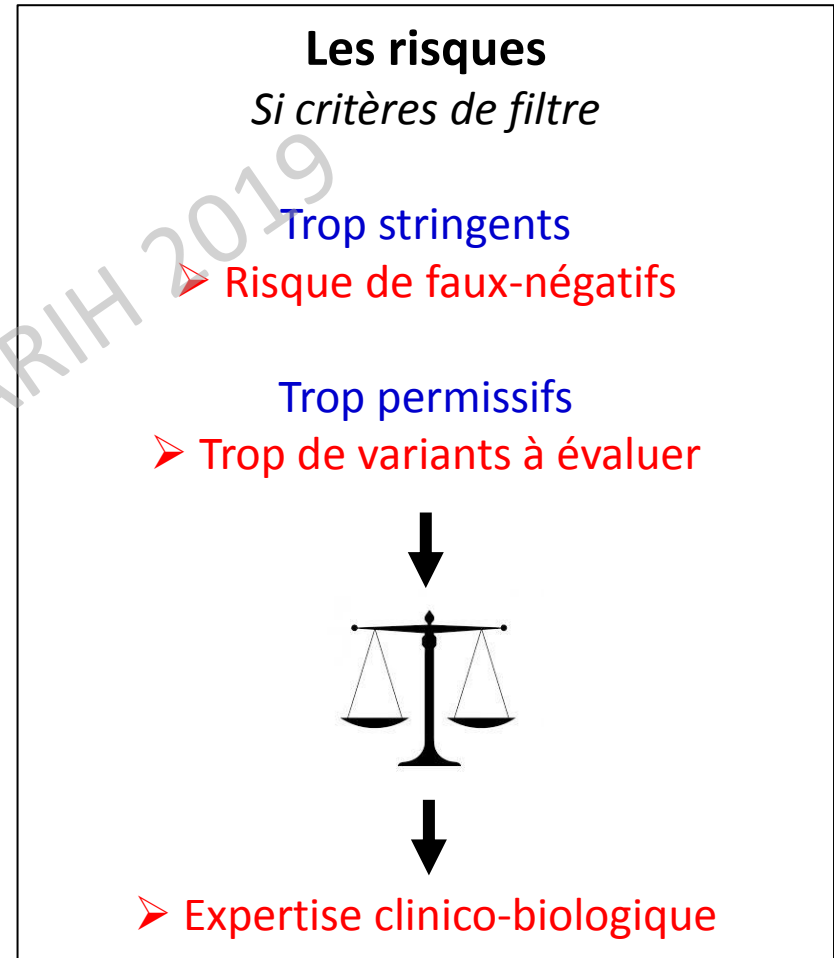 Les risques
Si critères de filtre
Trop stringents
➢ Risque de faux-négatifs
Trop permissifs
➢ Trop de variants à évaluer
➢ Expertise clinico-biologique
ARIH 2019